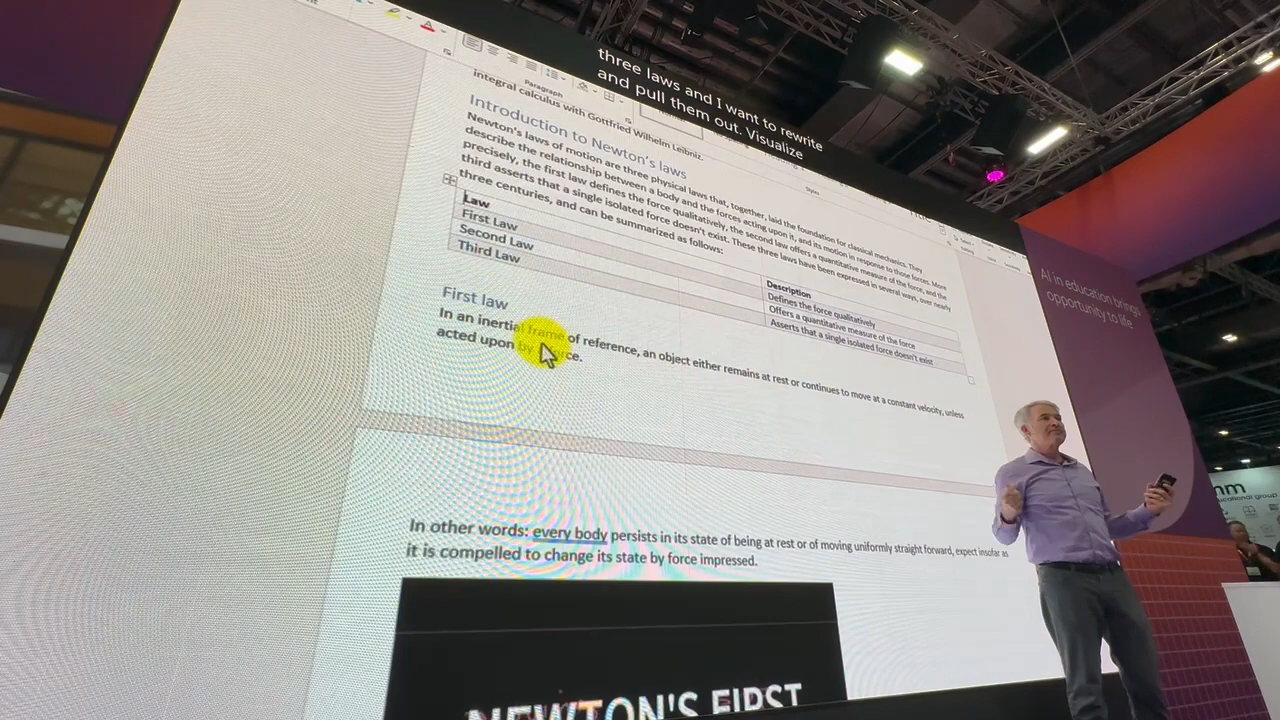 three laws and I want to rewrite
and pull them out. Visualize
Paragraph
Styles
integral calculus with Gottfried Wilhelm Leibniz.
Introduction to Newton's laws
Newton's laws of motion are three physical laws that, together, laid the foundation for classical mechanics. They
describe the relationship between a body and the forces acting upon it, and its motion in response to those forces. More
precisely, the first law defines the force qualitatively, the second law offers a quantitative measure of the force, and the
third asserts that a single isolated force doesn't exist. These three laws have been expressed in several ways, over nearly
three centuries, and can be summarized as follows:
Law Description
First Law Defines the force qualitatively
Second Law Offers a quantitative measure of the force
Third Law Asserts that a single isolated force doesn't exist
First law
In an inertial frame of reference, an object either remains at rest or continues to move at a constant velocity, unless
acted upon by a force.
In other words: every body persists in its state of being at rest or of moving uniformly straight forward, expect insofar as
it is compelled to change its state by force impressed.
NEWTON'S FIRST
AI in education brings
opportunity to life
nm
educational group